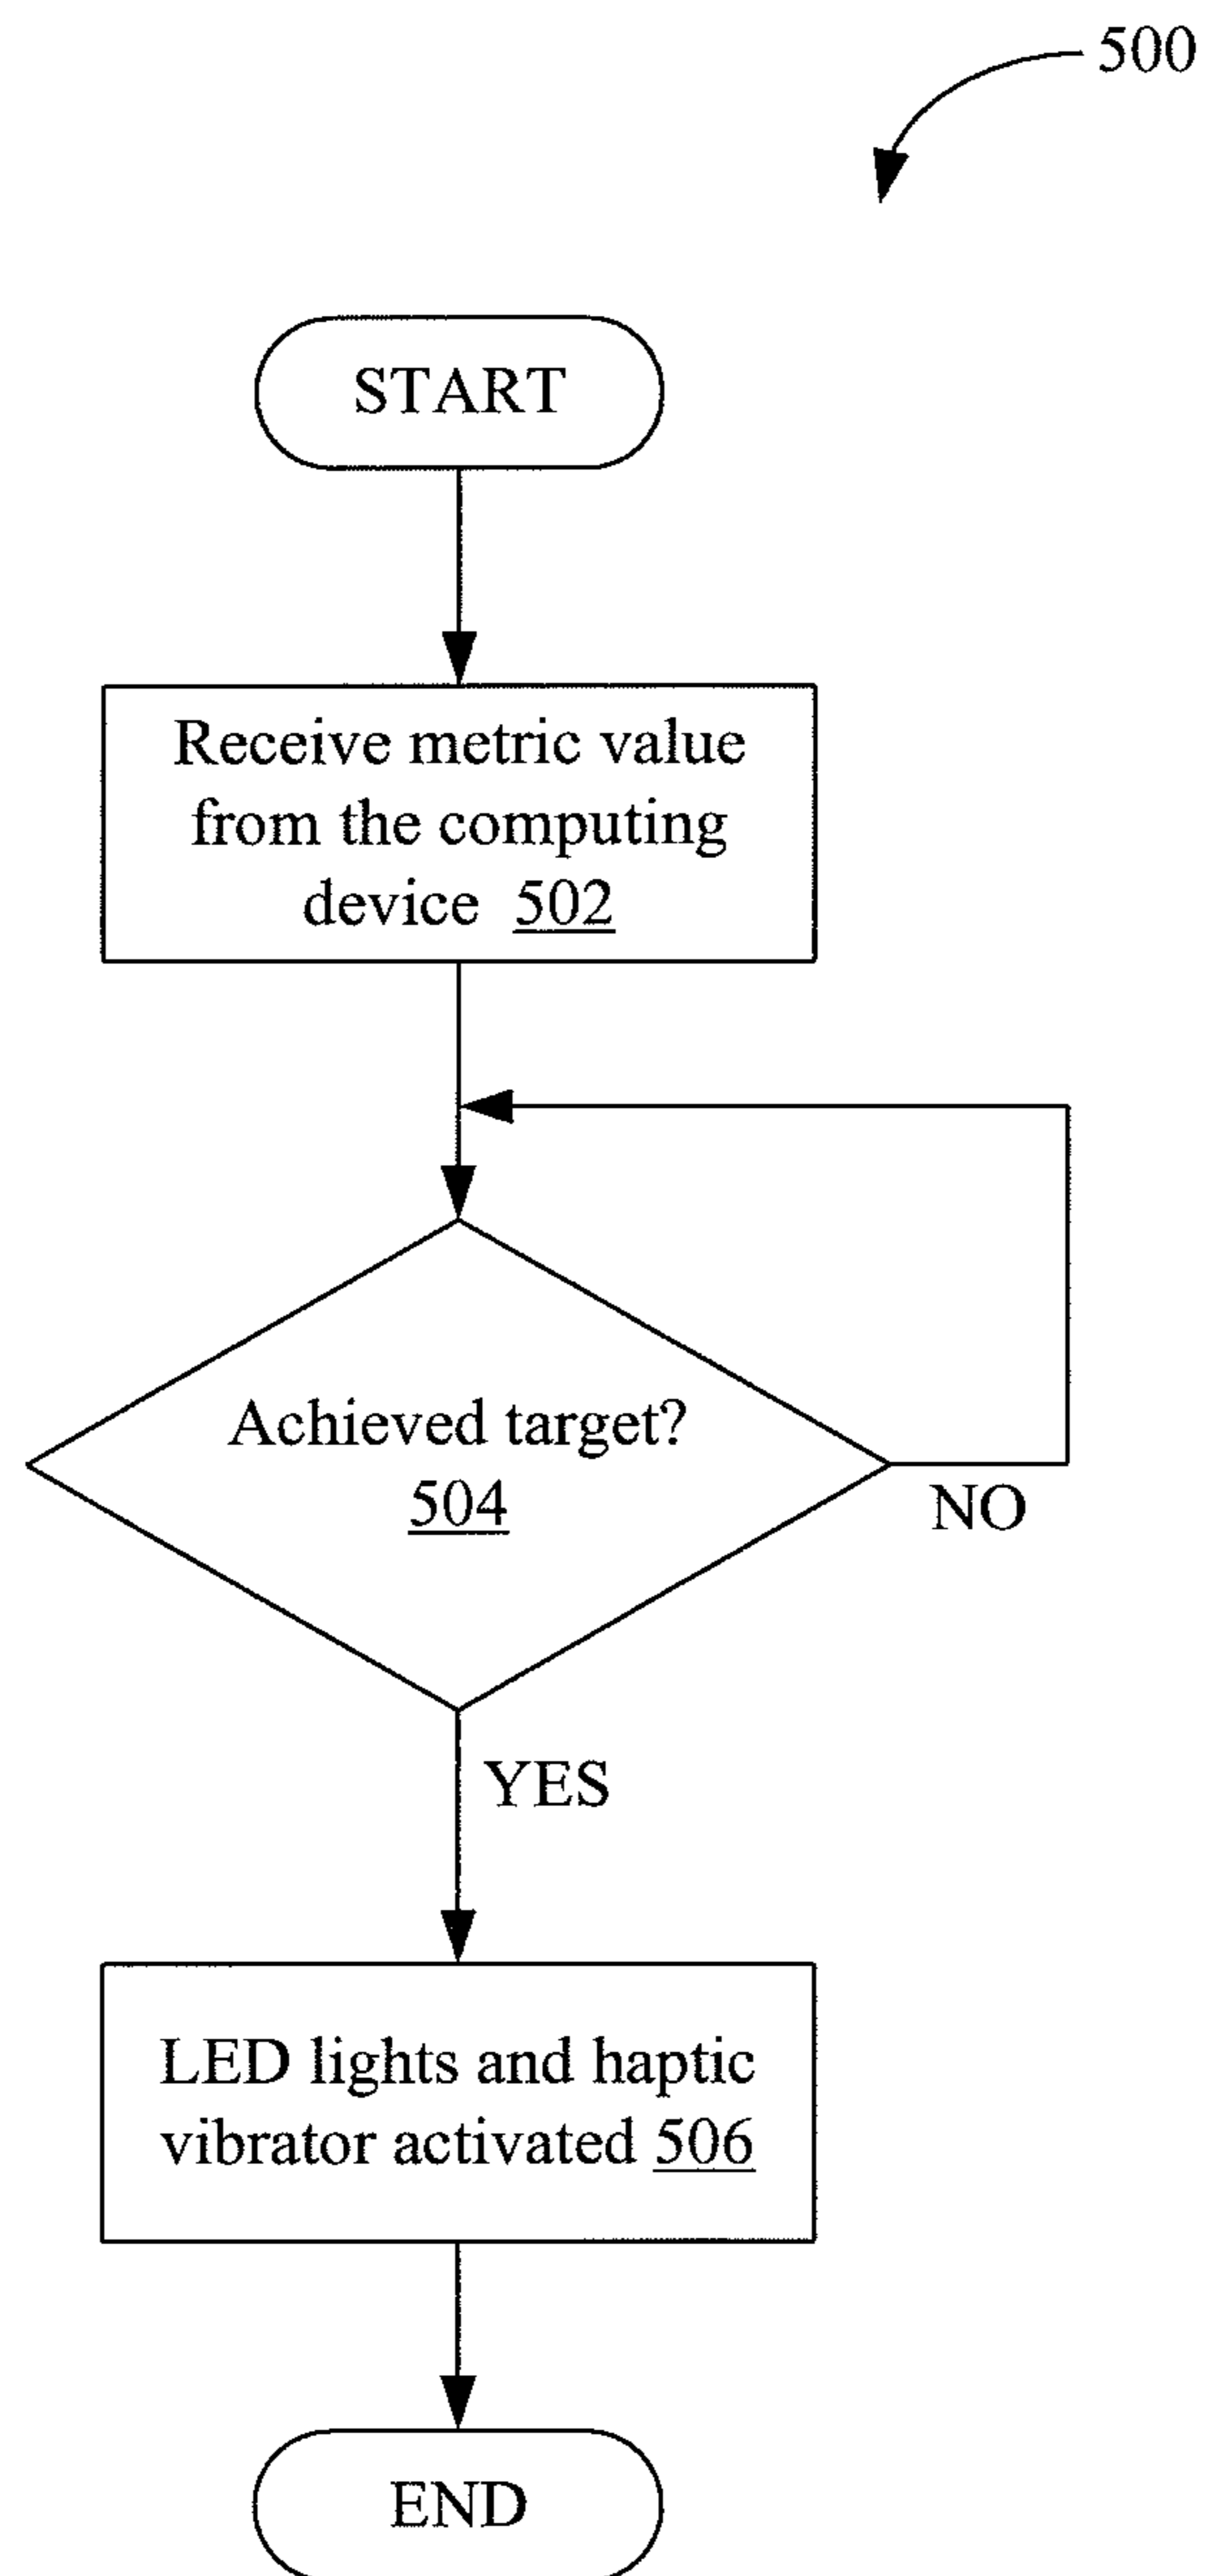 500
START
Receive metric value
from the computing
device 502
Achieved target?
504
NO
YES
LED lights and haptic
vibrator activated 506
END